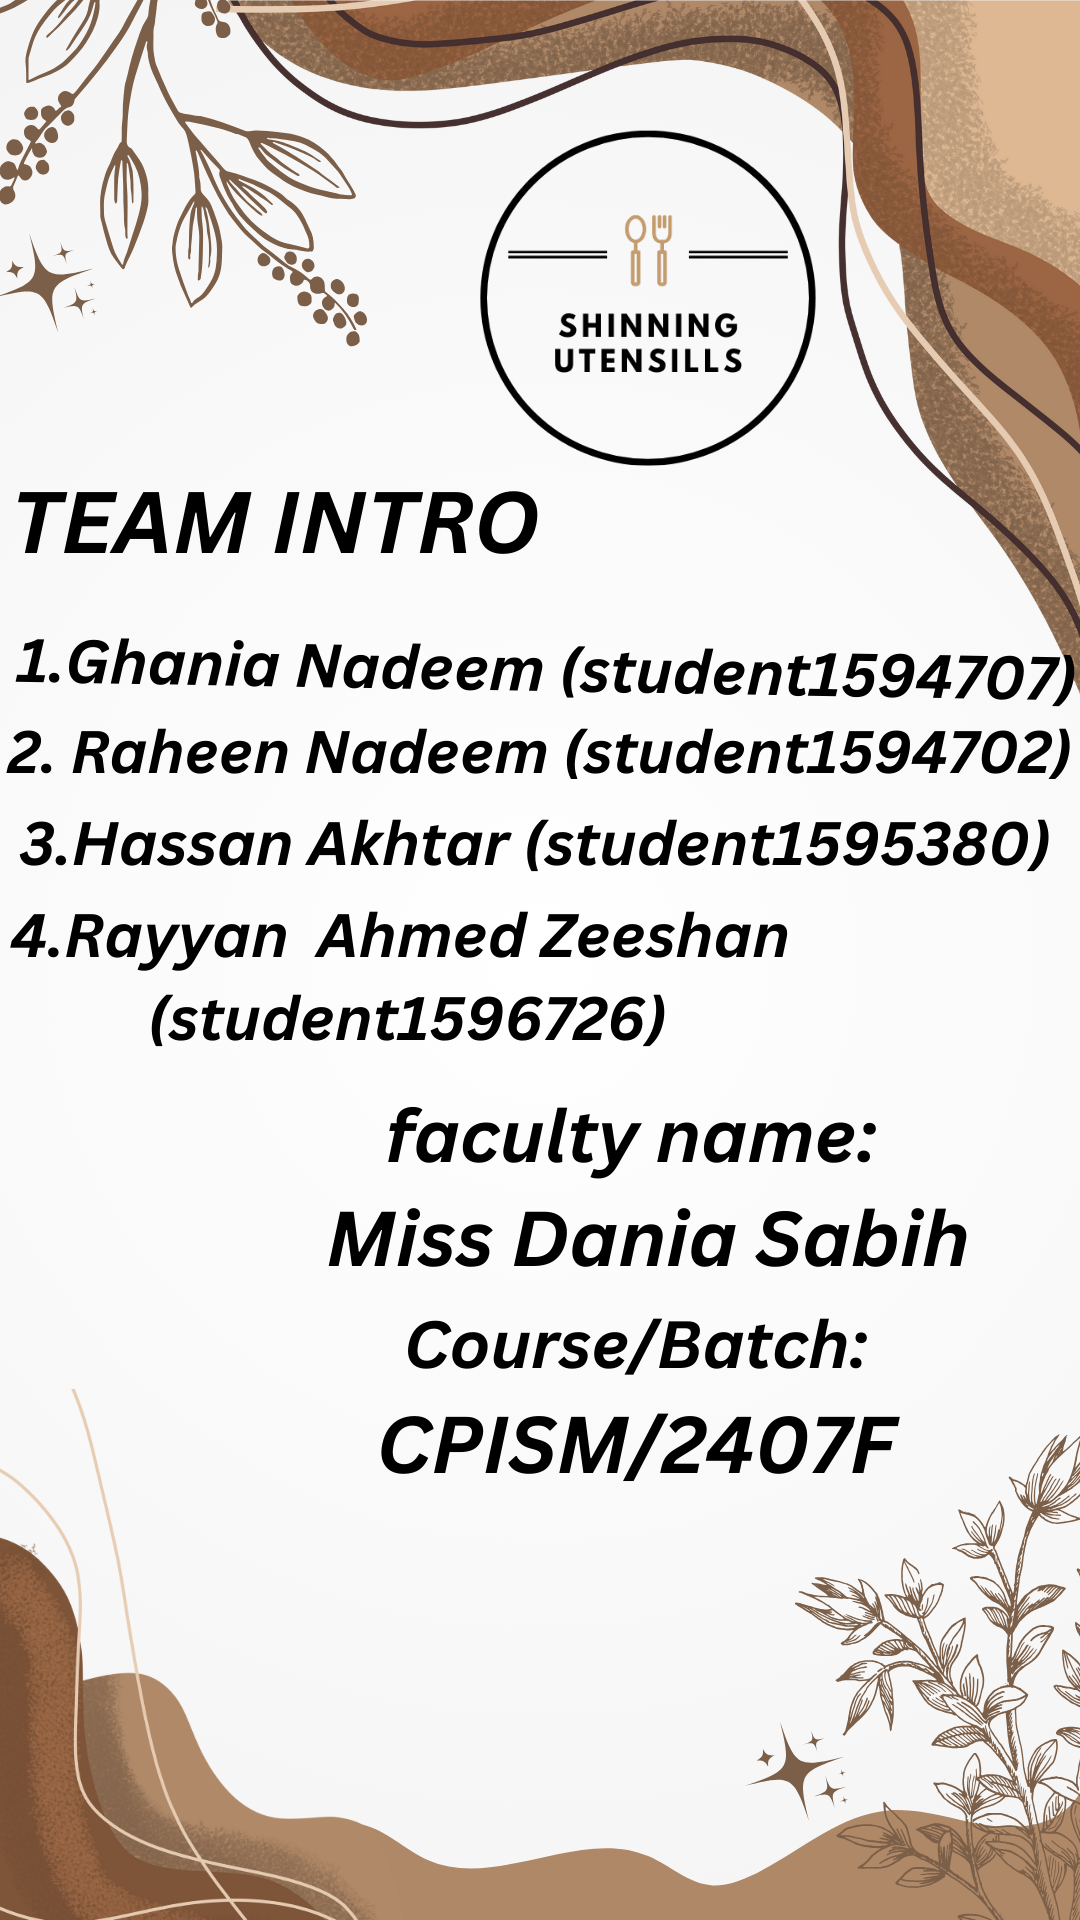 SHINNING
UTENSILLS
TEAM INTRO
1.Ghania Nadeem (student1594707)
2. Raheen Nadeem (student1594702)
3.Hassan Akhtar (student1595380)
4.Rayyan  Ahmed Zeeshan
(student1596726)
faculty name:
Miss Dania Sabih
Course/Batch:
CPISM/2407F